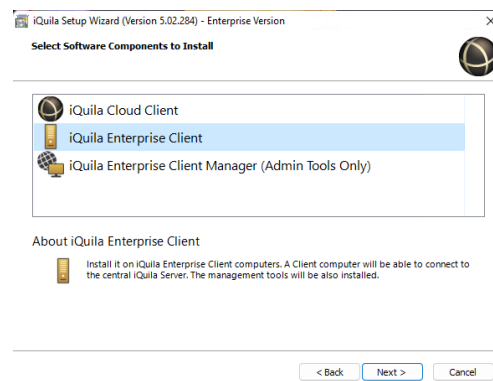 iQuila Setup Wizard (Version 5.02.284) - Enterprise Version
Select Software Components to Install
iQuila Cloud Client
iQuila Enterprise Client
iQuila Enterprise Client Manager (Admin Tools Only)
About iQuila Enterprise Client
Install it on iQuila Enterprise Client computers. A Client computer will be able to connect to
the central iQuila Server. The management tools will be also installed.
< Back Next > Cancel